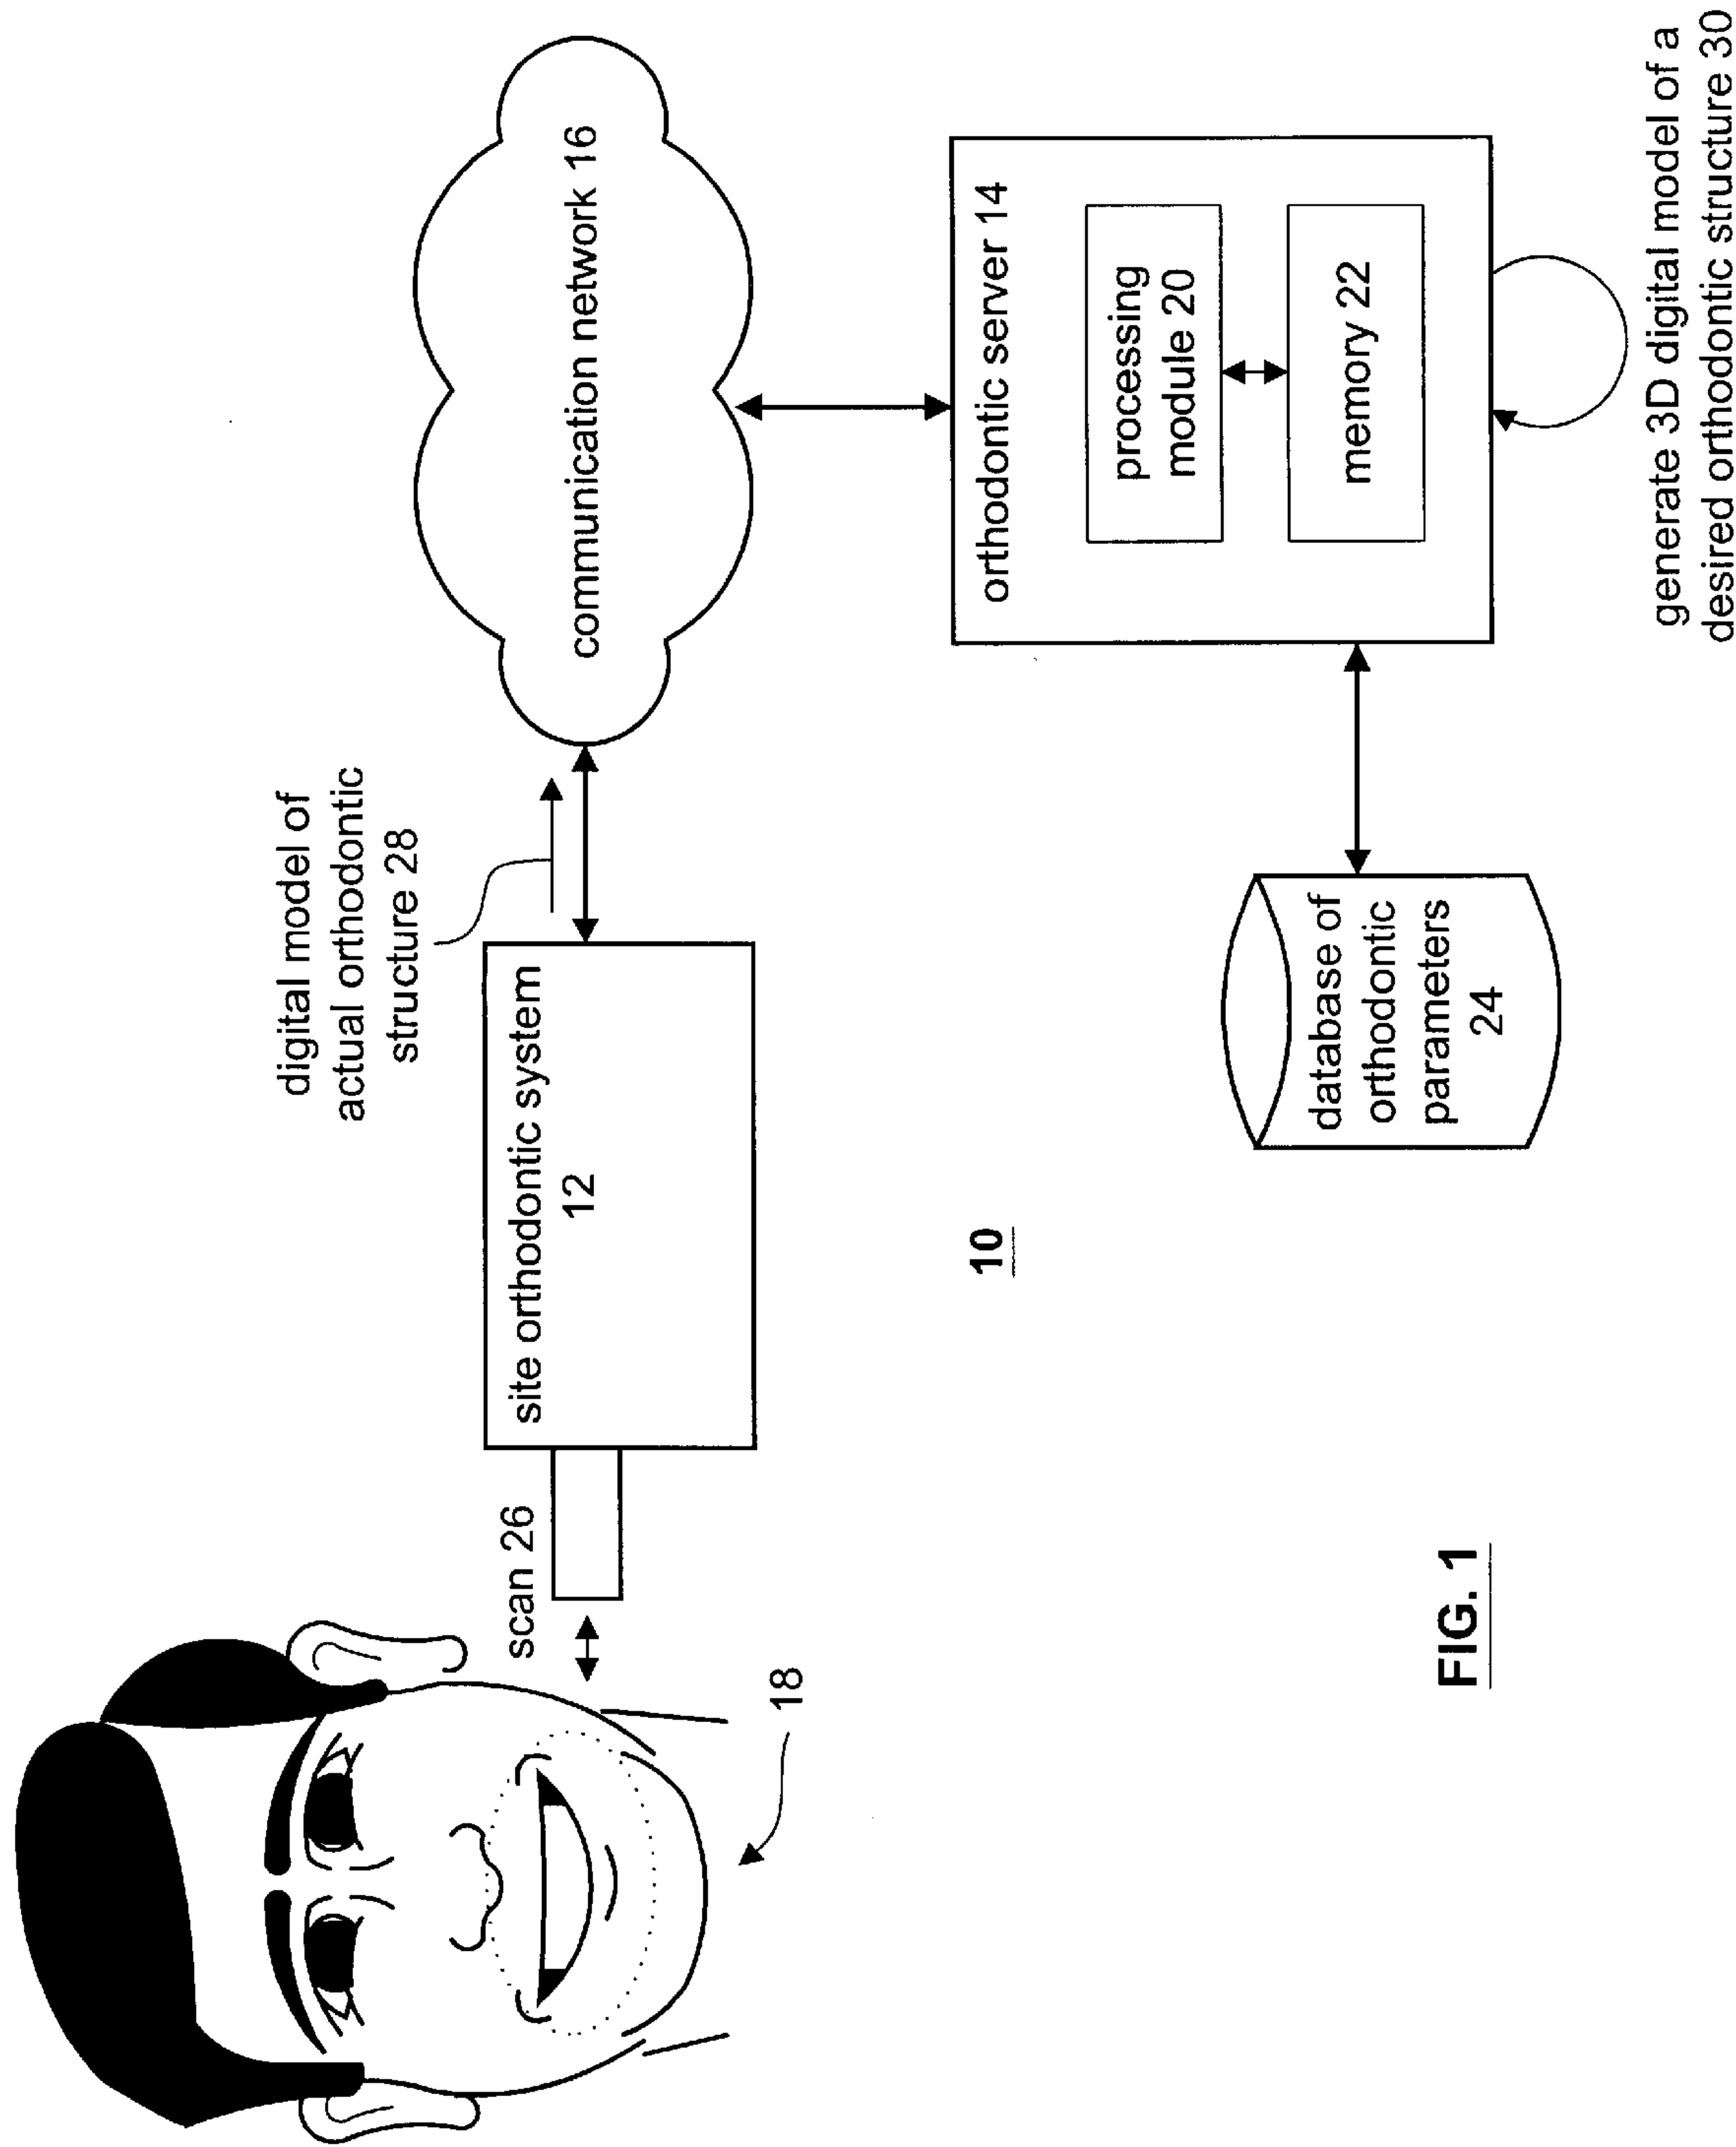 digital model of
actual orthodontic
structure 28
scan 26
site orthodontic system
12
communication network 16
18
10
orthodontic server 14
processing
module 20
memory 22
database of
orthodontic
parameters
24
generate 3D digital model of a
desired orthodontic structure 30
FIG. 1